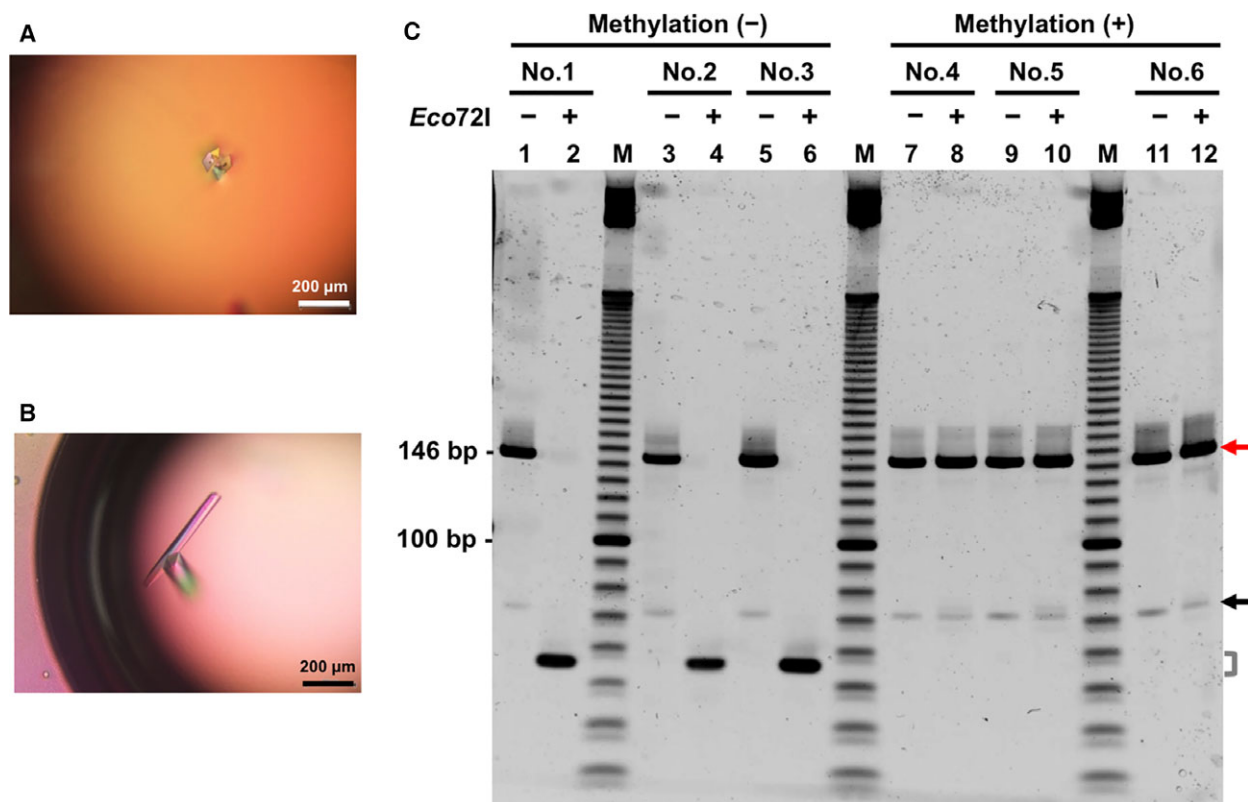 A
200 µm
B
200 µm
C
Methylation (−)
Methylation (+)
No.1
No.2
No.3
No.4
No.5
No.6
Eco72I
− + − + − + − + − + − +
1 2 M 3 4 5 6 M 7 8 9 10 M 11 12
146 bp
100 bp